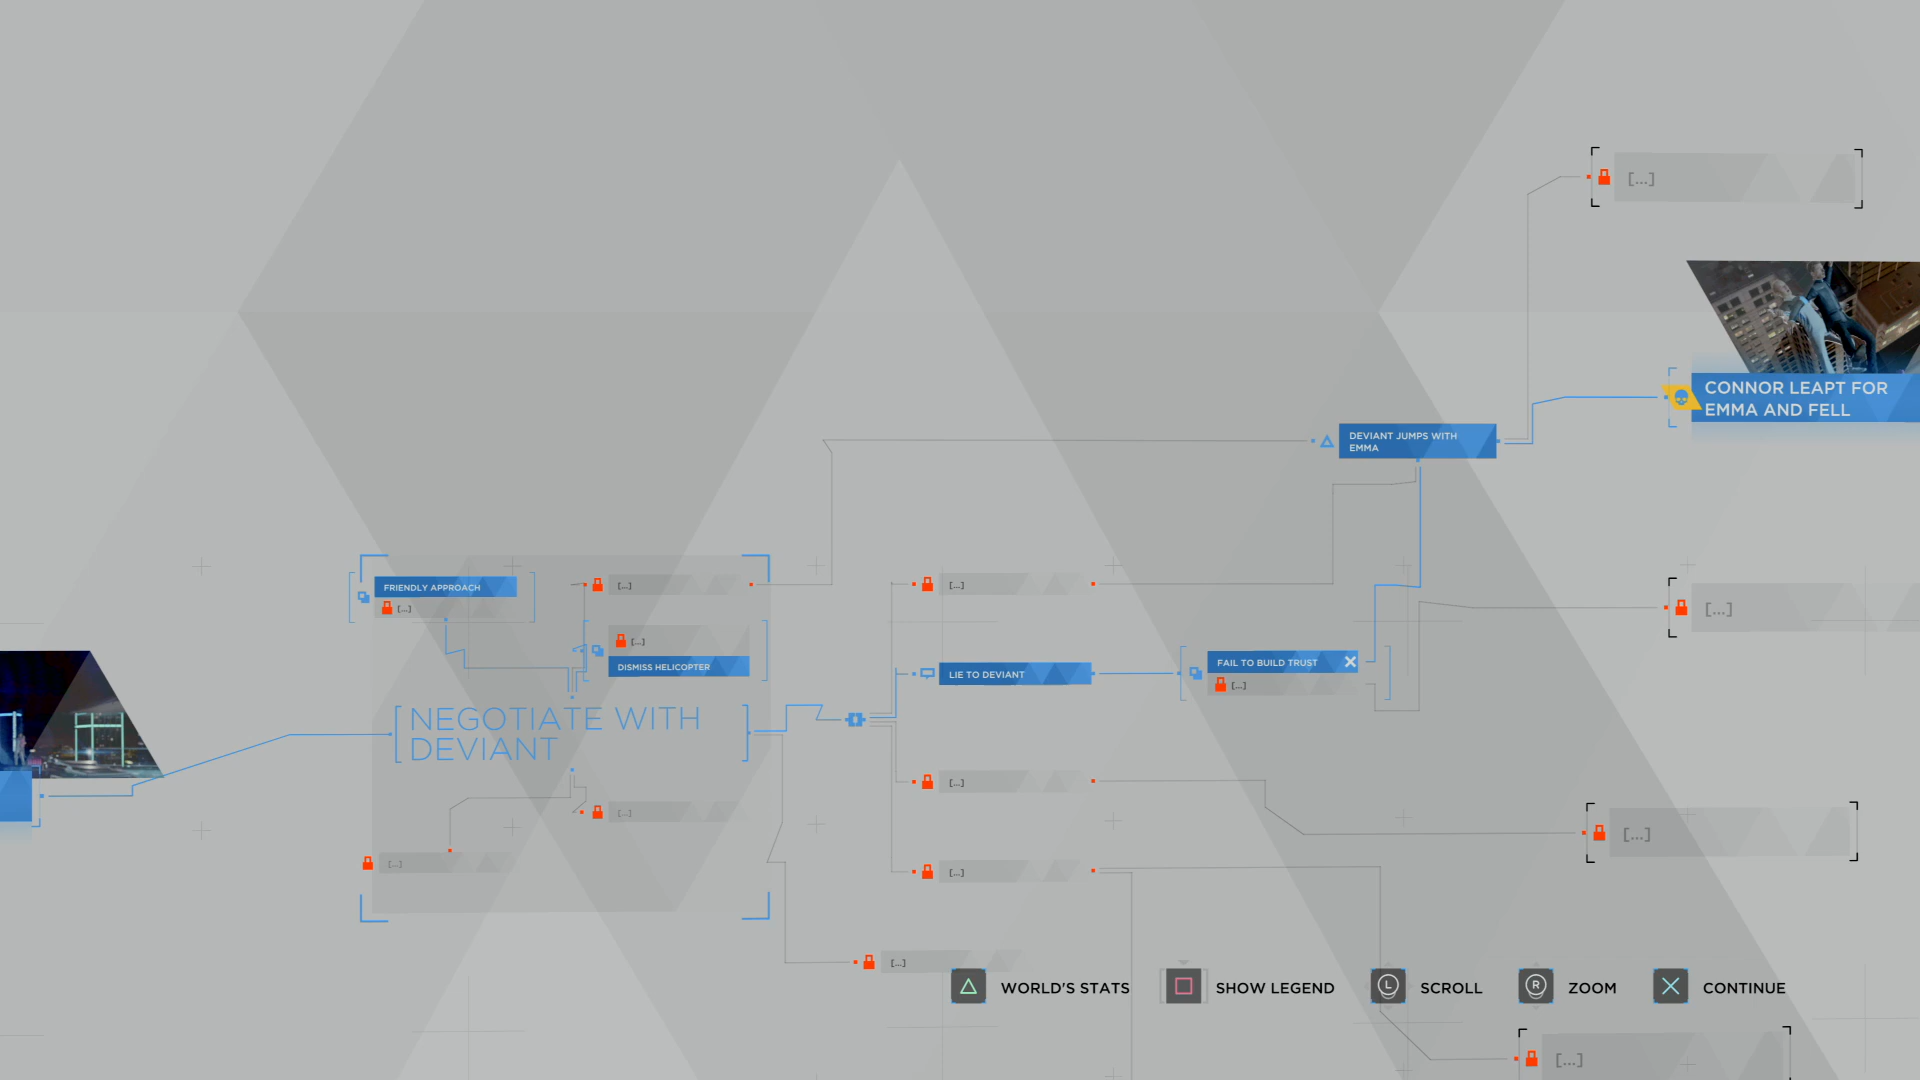 [...]
CONNOR LEAPT FOR
EMMA AND FELL
DEVIANT JUMPS WITH
EMMA
FRIENDLY APPROACH
[...]
[...]
[...]
DISMISS HELICOPTER
[...]
[...]
LIE TO DEVIANT
FAIL TO BUILD TRUST
[...]
NEGOTIATE WITH
DEVIANT
[...]
[...]
[...]
[...]
[...]
[...]
[...]
WORLD'S STATS
SHOW LEGEND
L
SCROLL
R
ZOOM
CONTINUE
[...]